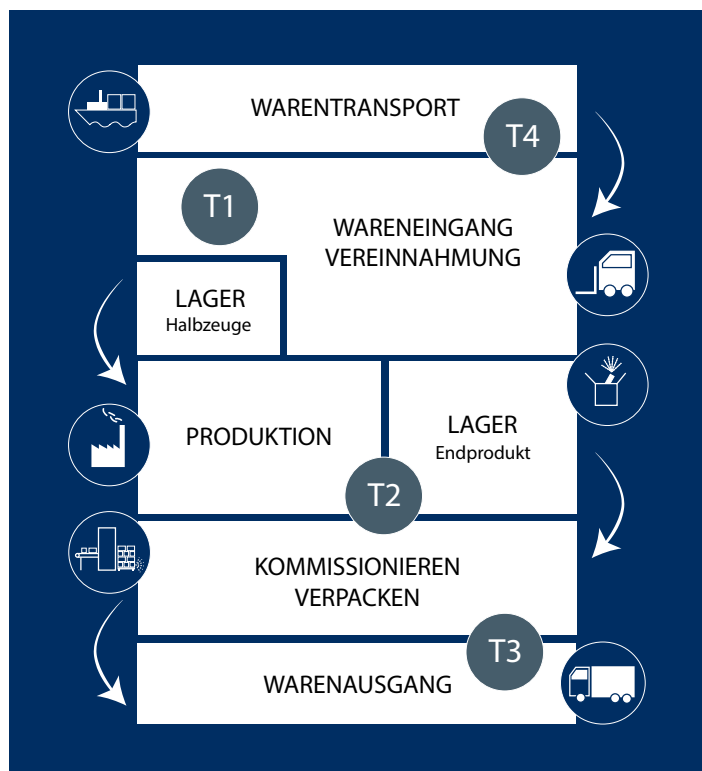 WARENTRANSPORT
T4
T1
WARENEINGANG
VEREINNAHMUNG
LAGER
Halbzeuge
PRODUKTION
LAGER
Endprodukt
T2
KOMMISSIONIEREN
VERPACKEN
T3
WARENAUSGANG